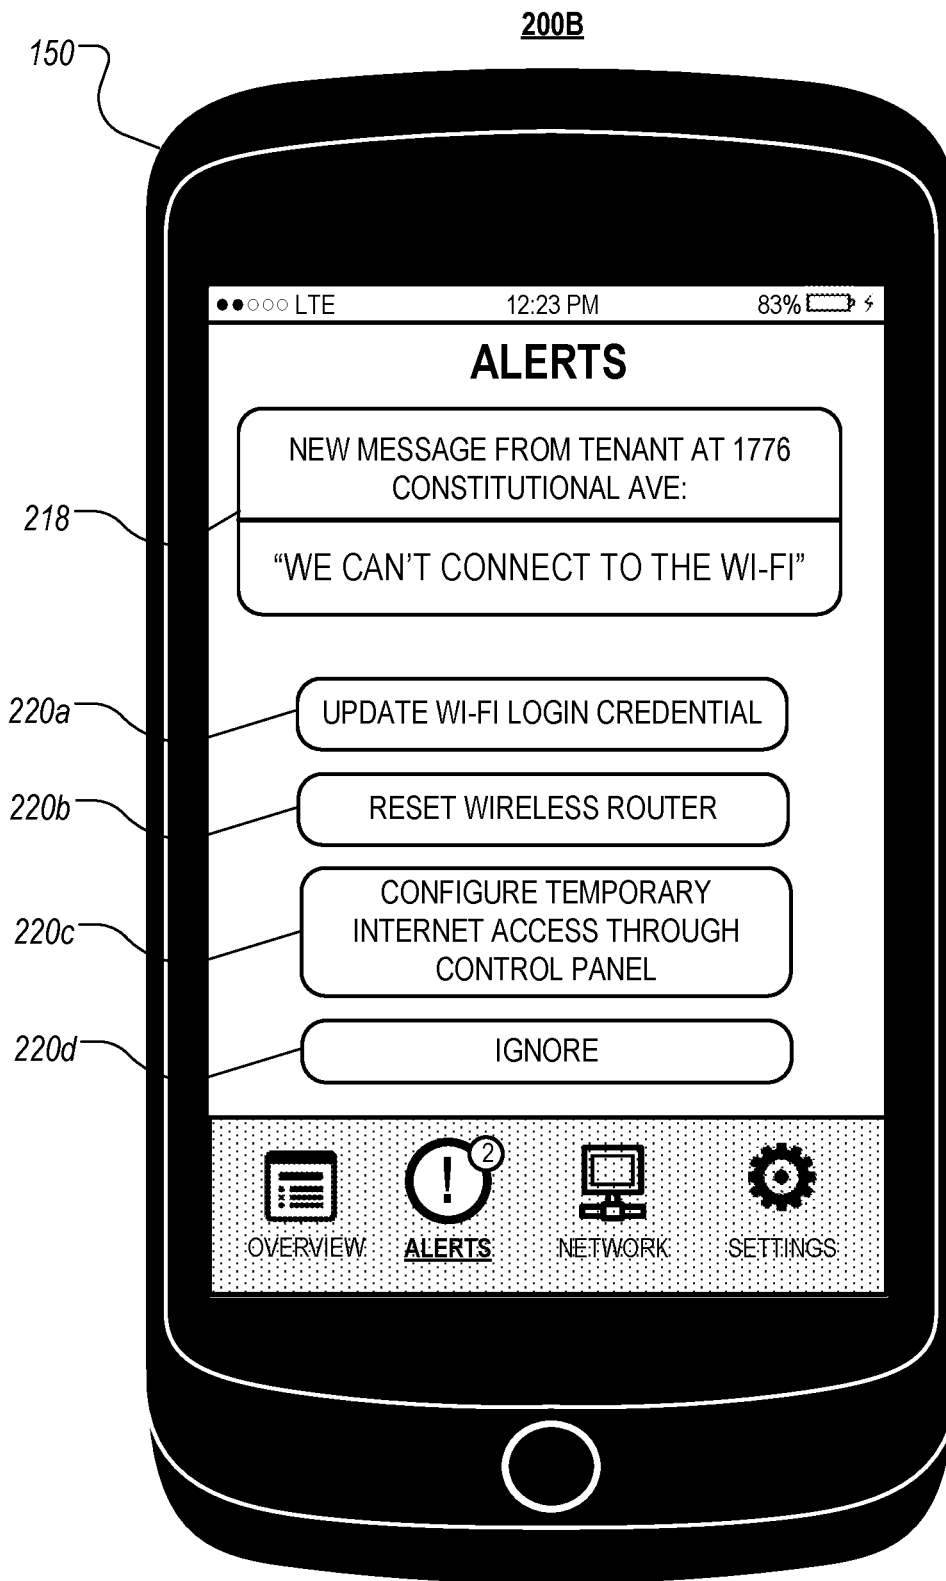 200B
150
LTE 12:23 PM 83%
ALERTS
NEW MESSAGE FROM TENANT AT 1776
CONSTITUTIONAL AVE:
218
“WE CAN’T CONNECT TO THE WI-FI”
220a
UPDATE WI-FI LOGIN CREDENTIAL
220b
RESET WIRELESS ROUTER
220c
CONFIGURE TEMPORARY
INTERNET ACCESS THROUGH
CONTROL PANEL
220d
IGNORE
2
!
OVERVIEW ALERTS NETWORK SETTINGS